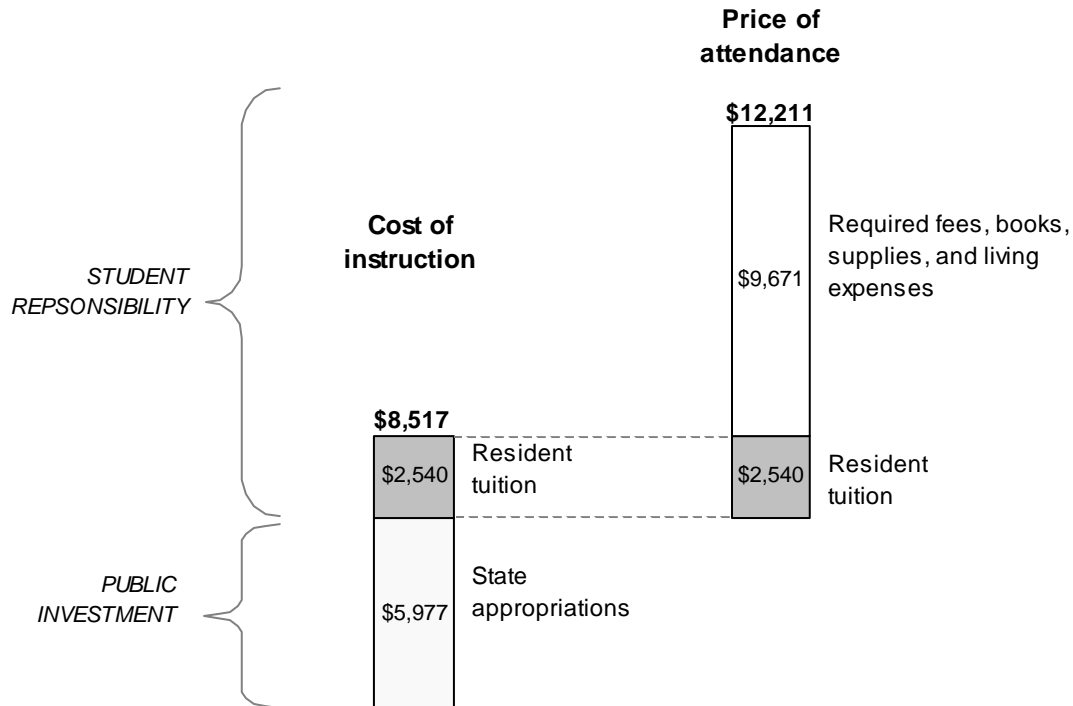 Price of
attendance
$12,211
Cost of
instruction
Required fees, books,
supplies, and living
expenses
$9,671
STUDENT
REPSONSIBILITY
$8,517
$2,540
Resident
tuition
$2,540
Resident
tuition
PUBLIC
INVESTMENT
$5,977
State
appropriations